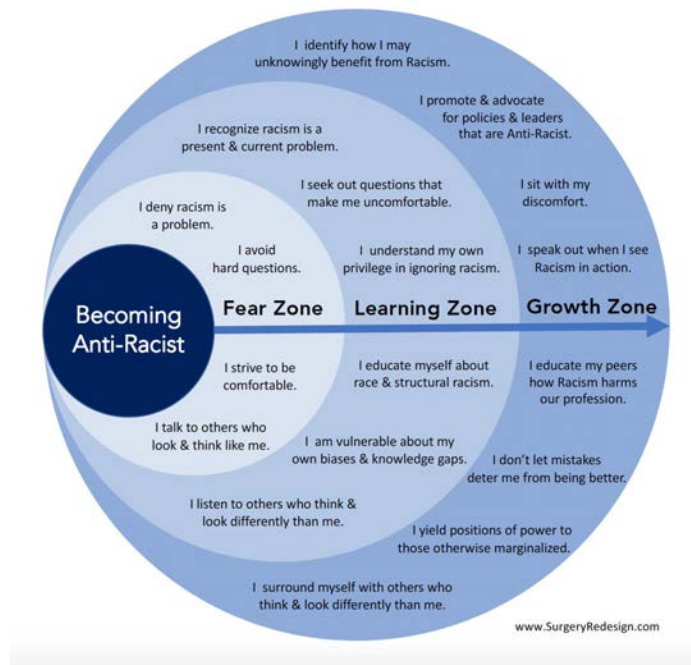 I identify how I may
unknowingly benefit from Racism.
I promote & advocate
for policies & leaders
that are Anti-Racist.
I recognize racism is a
present & current problem.
I seek out questions that
make me uncomfortable.
I sit with my
discomfort.
I deny racism is
a problem.
I avoid
hard questions.
I understand my own
privilege in ignoring racism.
I speak out when I see
Racism in action.
Becoming
Anti-Racist
Fear Zone
Learning Zone
Growth Zone
I strive to be
comfortable.
I educate myself about
race & structural racism.
I educate my peers
how Racism harms
our profession.
I talk to others who
look & think like me.
I am vulnerable about my
own biases & knowledge gaps.
I don't let mistakes
deter me from being better.
I listen to others who think &
look differently than me.
I yield positions of power to
those otherwise marginalized.
I surround myself with others who
think & look differently than me.
www.SurgeryRedesign.com